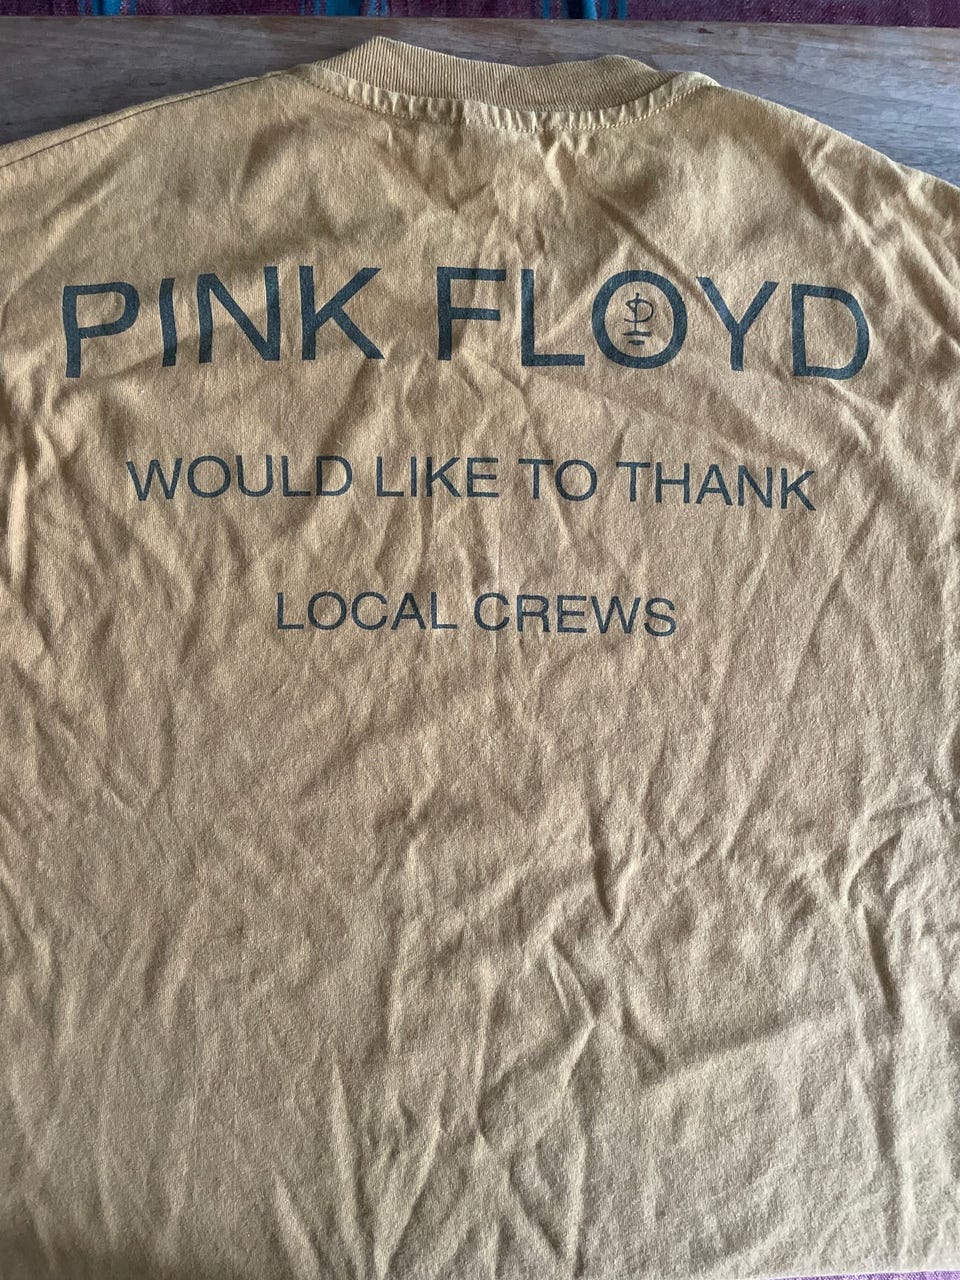 PINK FLOYD
WOULD LIKE TO THANK
LOCAL CREWS